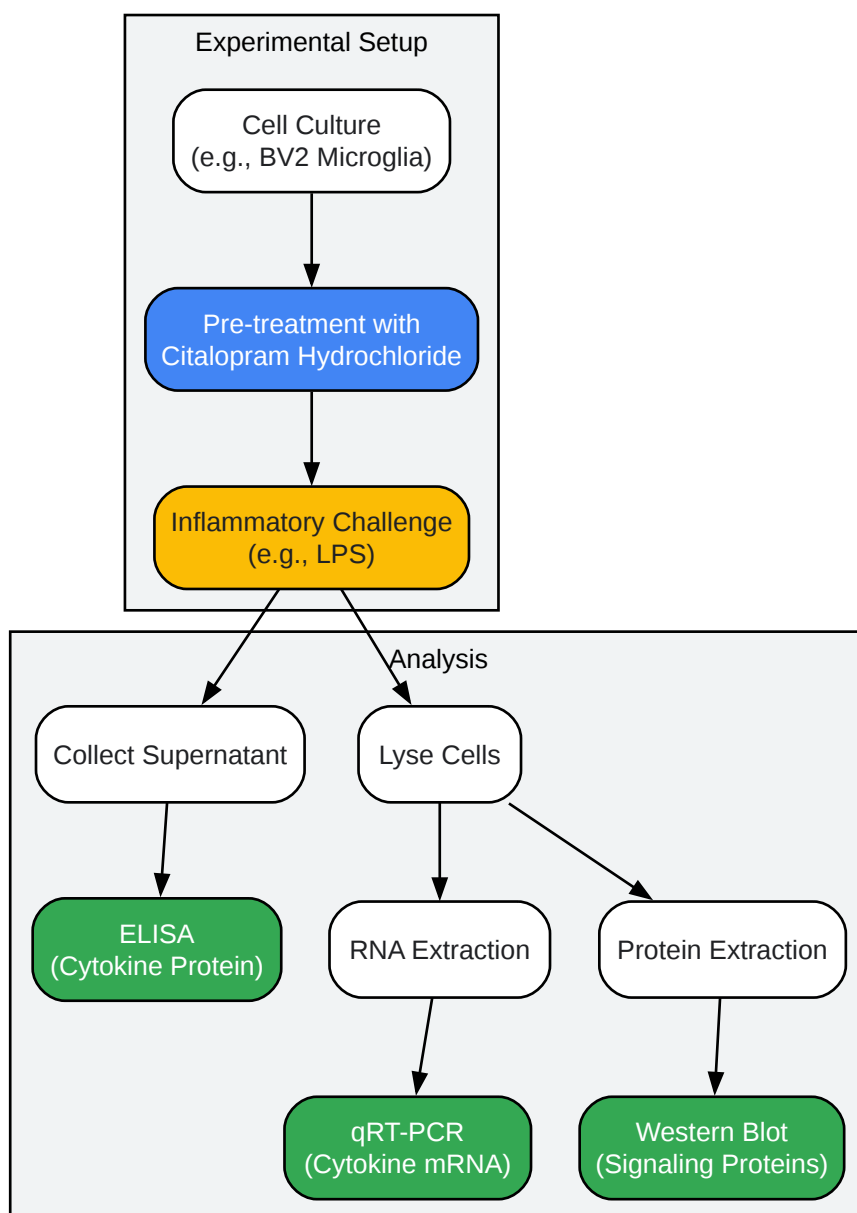 Experimental Setup
Cell Culture
(e.g., BV2 Microglia)
Pre-treatment with
Citalopram Hydrochloride
Inflammatory Challenge
(e.g., LPS)
Analysis
Collect Supernatant
Lyse Cells
ELISA
(Cytokine Protein)
RNA Extraction
Protein Extraction
qRT-PCR
(Cytokine mRNA)
Western Blot
(Signaling Proteins)